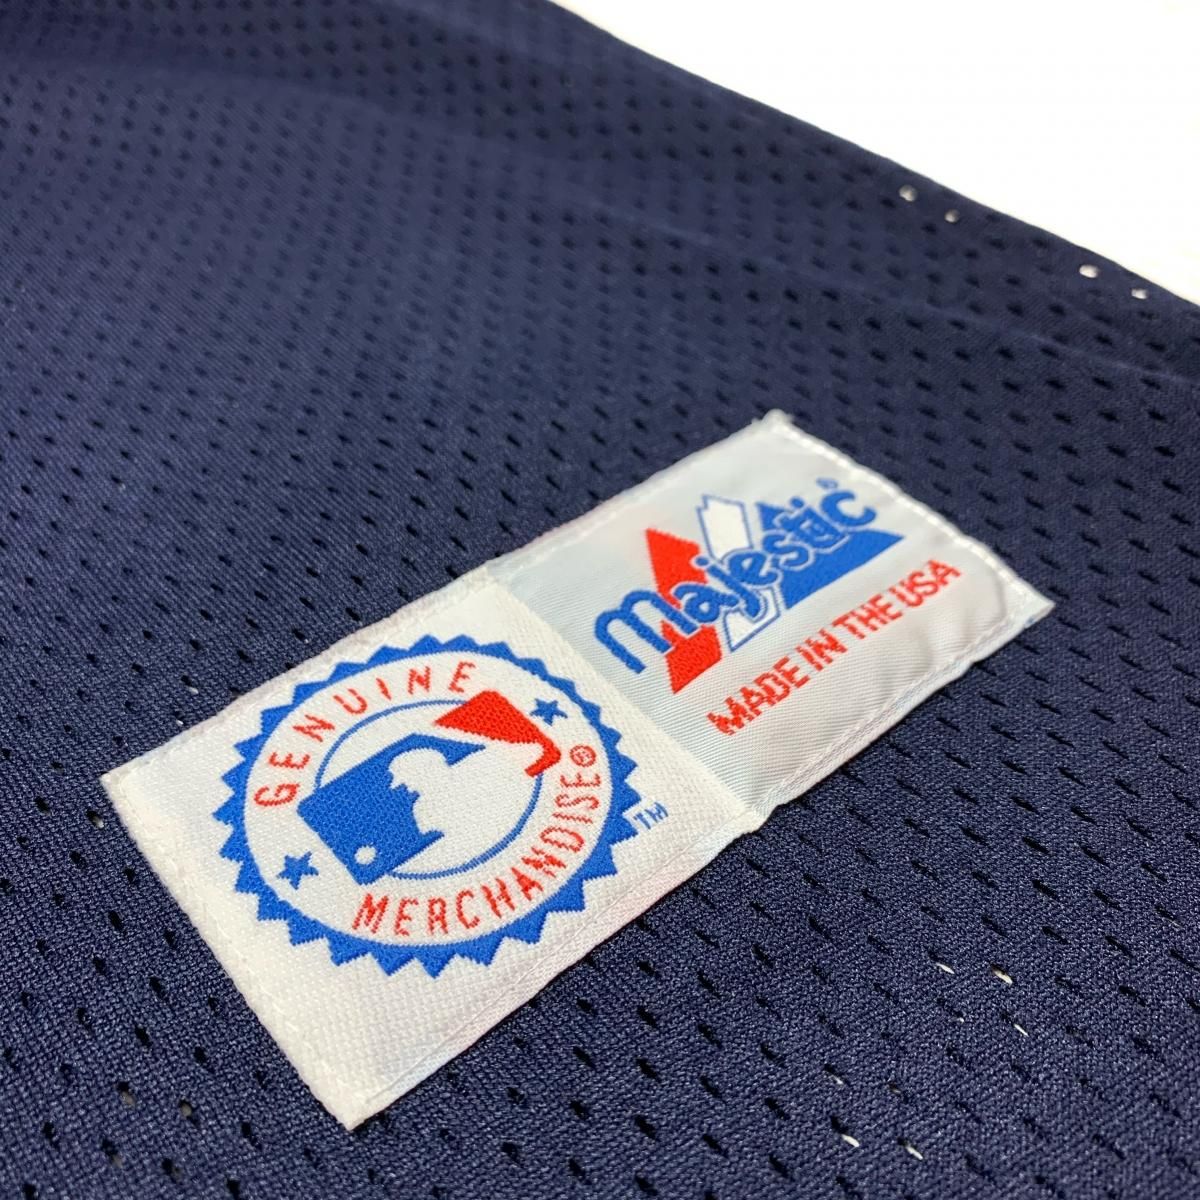 GENUINE
MERCHANDISE®
TM
majestic®
MADE IN THE USA